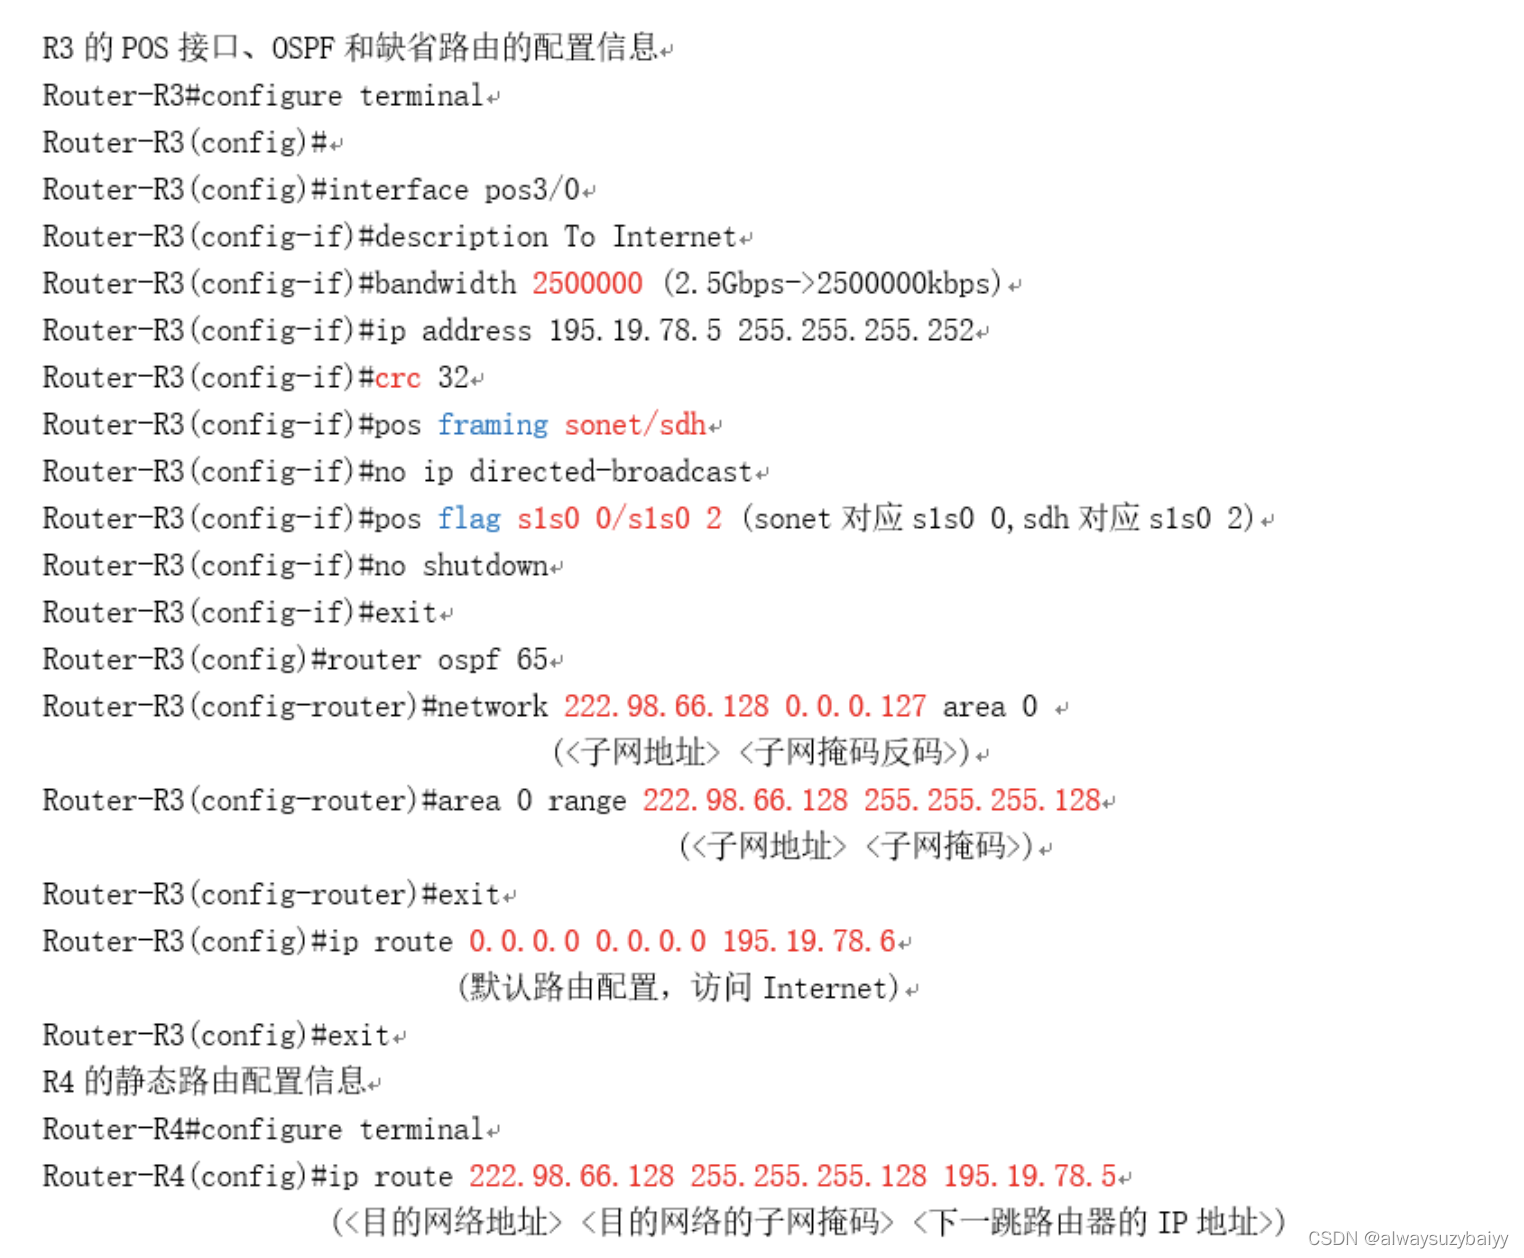 R3 的 POS 接口、OSPF 和缺省路由的配置信息
Router-R3#configure terminal
Router-R3(config)#
Router-R3(config)#interface pos3/0
Router-R3(config-if)#description To Internet
Router-R3(config-if)#bandwidth 2500000 (2.5Gbps->2500000kbps)
Router-R3(config-if)#ip address 195.19.78.5 255.255.255.252
Router-R3(config-if)#crc 32
Router-R3(config-if)#pos framing sonet/sdh
Router-R3(config-if)#no ip directed-broadcast
Router-R3(config-if)#pos flag s1s0 0/s1s0 2 (sonet 对应 s1s0 0,sdh 对应 s1s0 2)
Router-R3(config-if)#no shutdown
Router-R3(config-if)#exit
Router-R3(config)#router ospf 65
Router-R3(config-router)#network 222.98.66.128 0.0.0.127 area 0
(<子网地址> <子网掩码反码>)
Router-R3(config-router)#area 0 range 222.98.66.128 255.255.255.128
(<子网地址> <子网掩码>)
Router-R3(config-router)#exit
Router-R3(config)#ip route 0.0.0.0 0.0.0.0 195.19.78.6
(默认路由配置，访问 Internet)
Router-R3(config)#exit
R4 的静态路由配置信息
Router-R4#configure terminal
Router-R4(config)#ip route 222.98.66.128 255.255.255.128 195.19.78.5
(<目的网络地址> <目的网络的子网掩码> <下一跳路由器的 IP 地址>)
CSDN @alwaysuzybaiyy